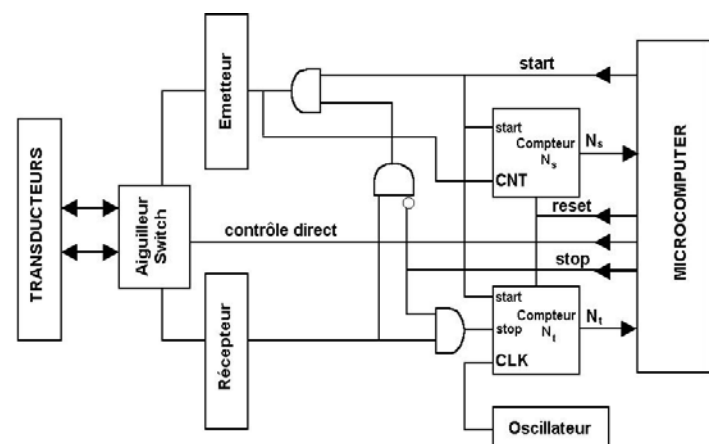 TRANSDUCTEURS
Aiguilleur
Switch
Emetteur
Récepteur
start
start
Compteur
Ns
CNT
Ns
reset
contrôle direct
stop
start
stop
Compteur
Nt
CLK
Nt
Oscillateur
MICROCOMPUTER